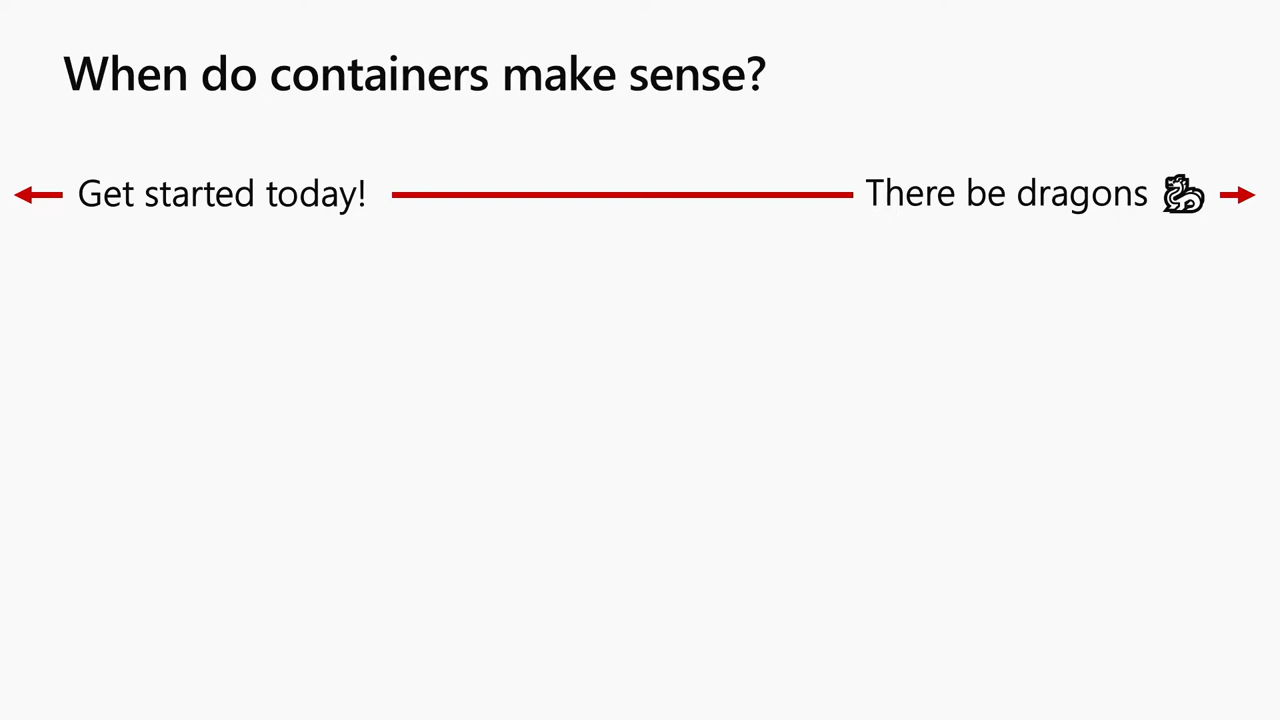 When do containers make sense?
Get started today!
There be dragons 🐉